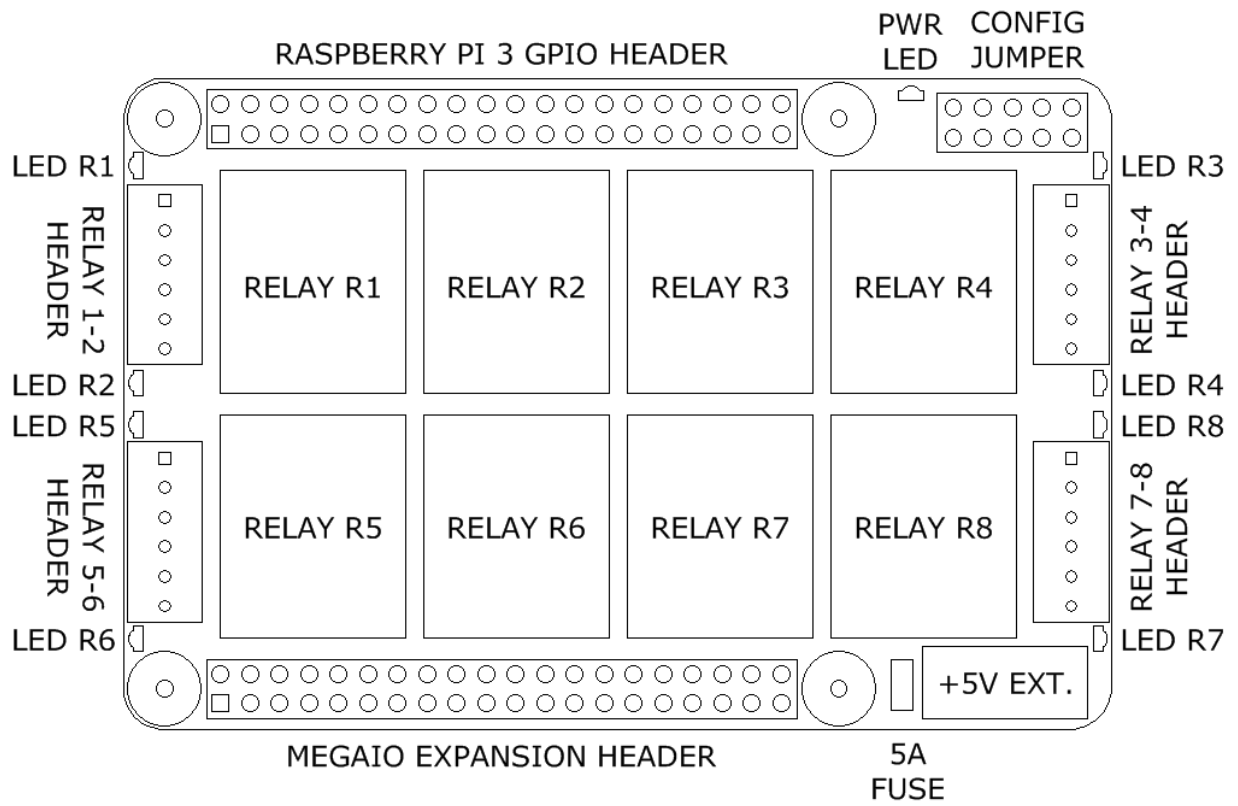 PWR
LED
CONFIG
JUMPER
RASPBERRY PI 3 GPIO HEADER
LED R1
LED R3
RELAY 1-2
HEADER
RELAY R1
RELAY R2
RELAY R3
RELAY R4
RELAY 3-4
HEADER
LED R2
LED R4
LED R5
LED R8
RELAY 5-6
HEADER
RELAY R5
RELAY R6
RELAY R7
RELAY R8
RELAY 7-8
HEADER
LED R6
LED R7
+5V EXT.
MEGAIO EXPANSION HEADER
5A
FUSE